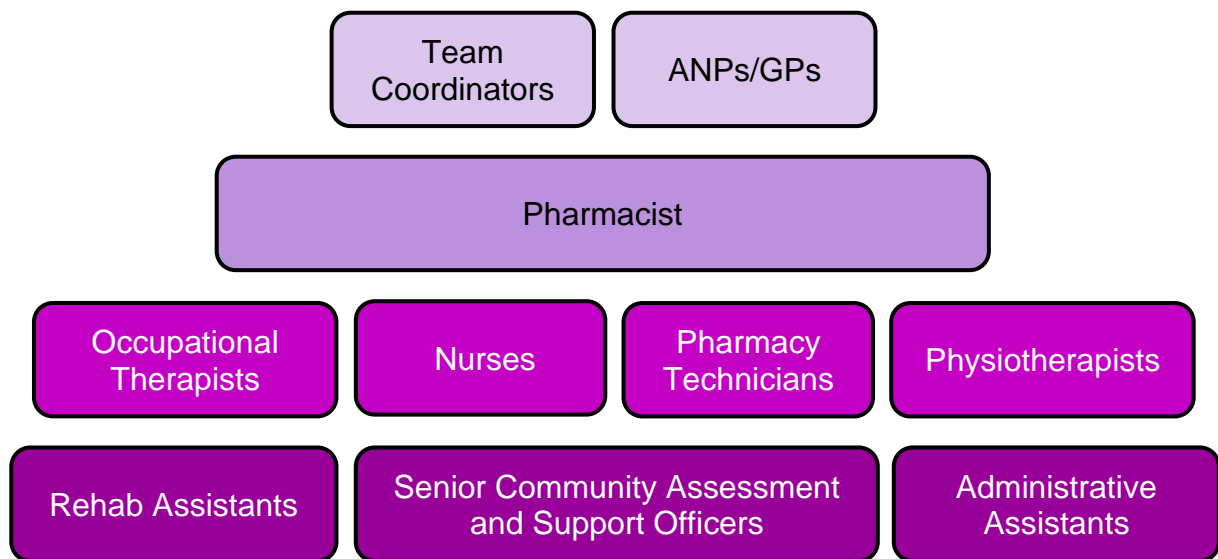 Team
Coordinators
ANPs/GPs
Pharmacist
Occupational
Therapists
Nurses
Pharmacy
Technicians
Physiotherapists
Rehab Assistants
Senior Community Assessment
and Support Officers
Administrative
Assistants